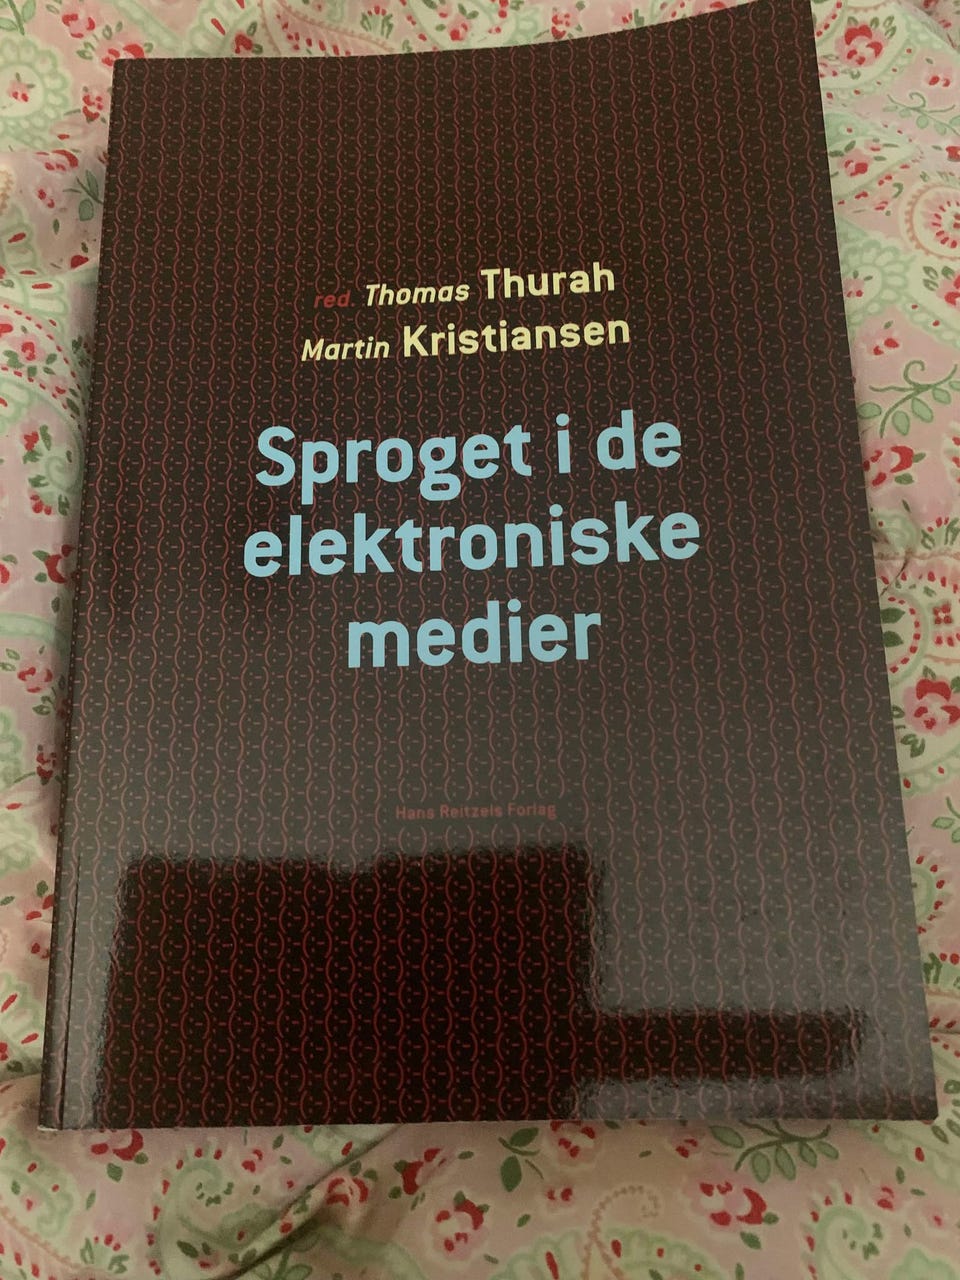 red. Thomas Thurah
Martin Kristiansen
Sproget i de
elektroniske
medier
Hans Reitzels Forlag